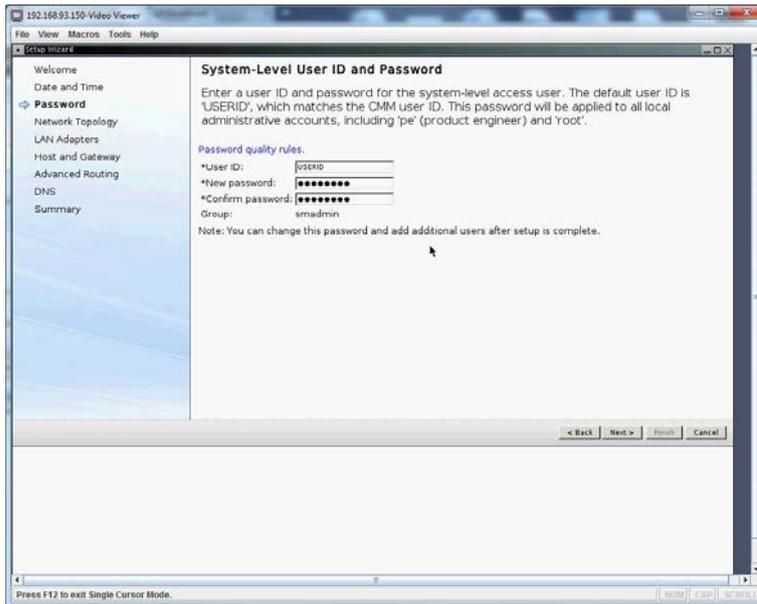 192.168.93.150-Video Viewer
File View Macros Tools Help
Setup Wizard
Welcome
Date and Time
Password
Network Topology
LAN Adapters
Host and Gateway
Advanced Routing
DNS
Summary
System-Level User ID and Password
Enter a user ID and password for the system-level access user. The default user ID is
'USERID', which matches the CMM user ID. This password will be applied to all local
administrative accounts, including 'pe' (product engineer) and 'root'.
Password quality rules.
*User ID: USERID
*New password: ●●●●●●●●
*Confirm password: ●●●●●●●●
Group: smadmin
Note: You can change this password and add additional users after setup is complete.
< Back Next > Finish Cancel
Press F12 to exit Single Cursor Mode. NUM CAP SCROLL